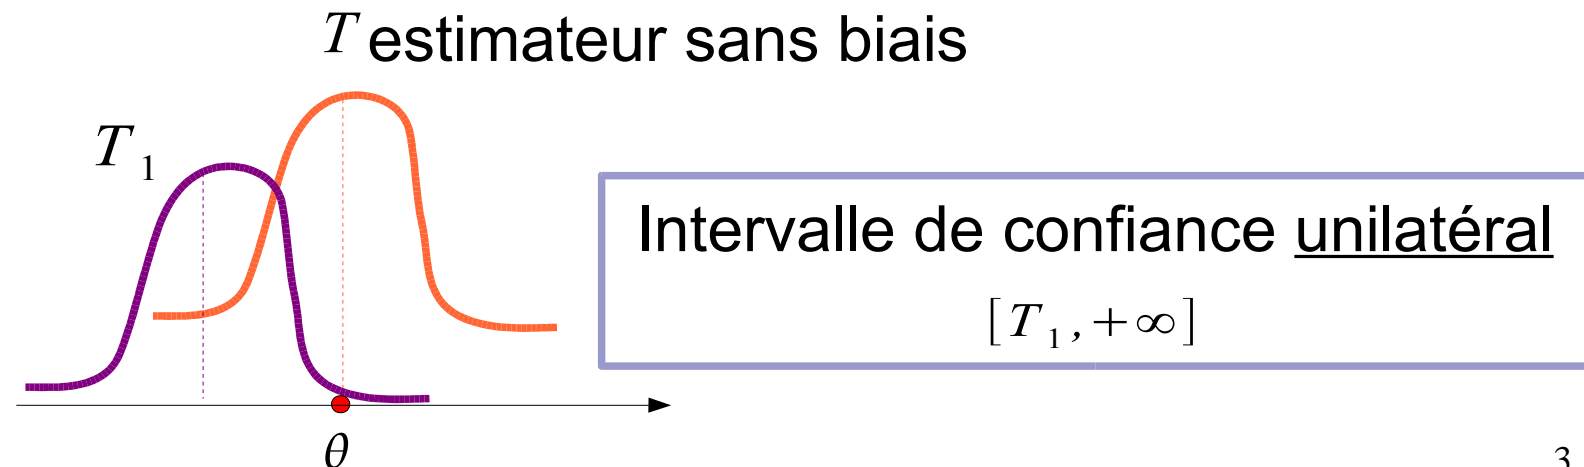 T estimateur sans biais
T₁
Intervalle de confiance unilatéral
[T₁,+∞]
θ
3